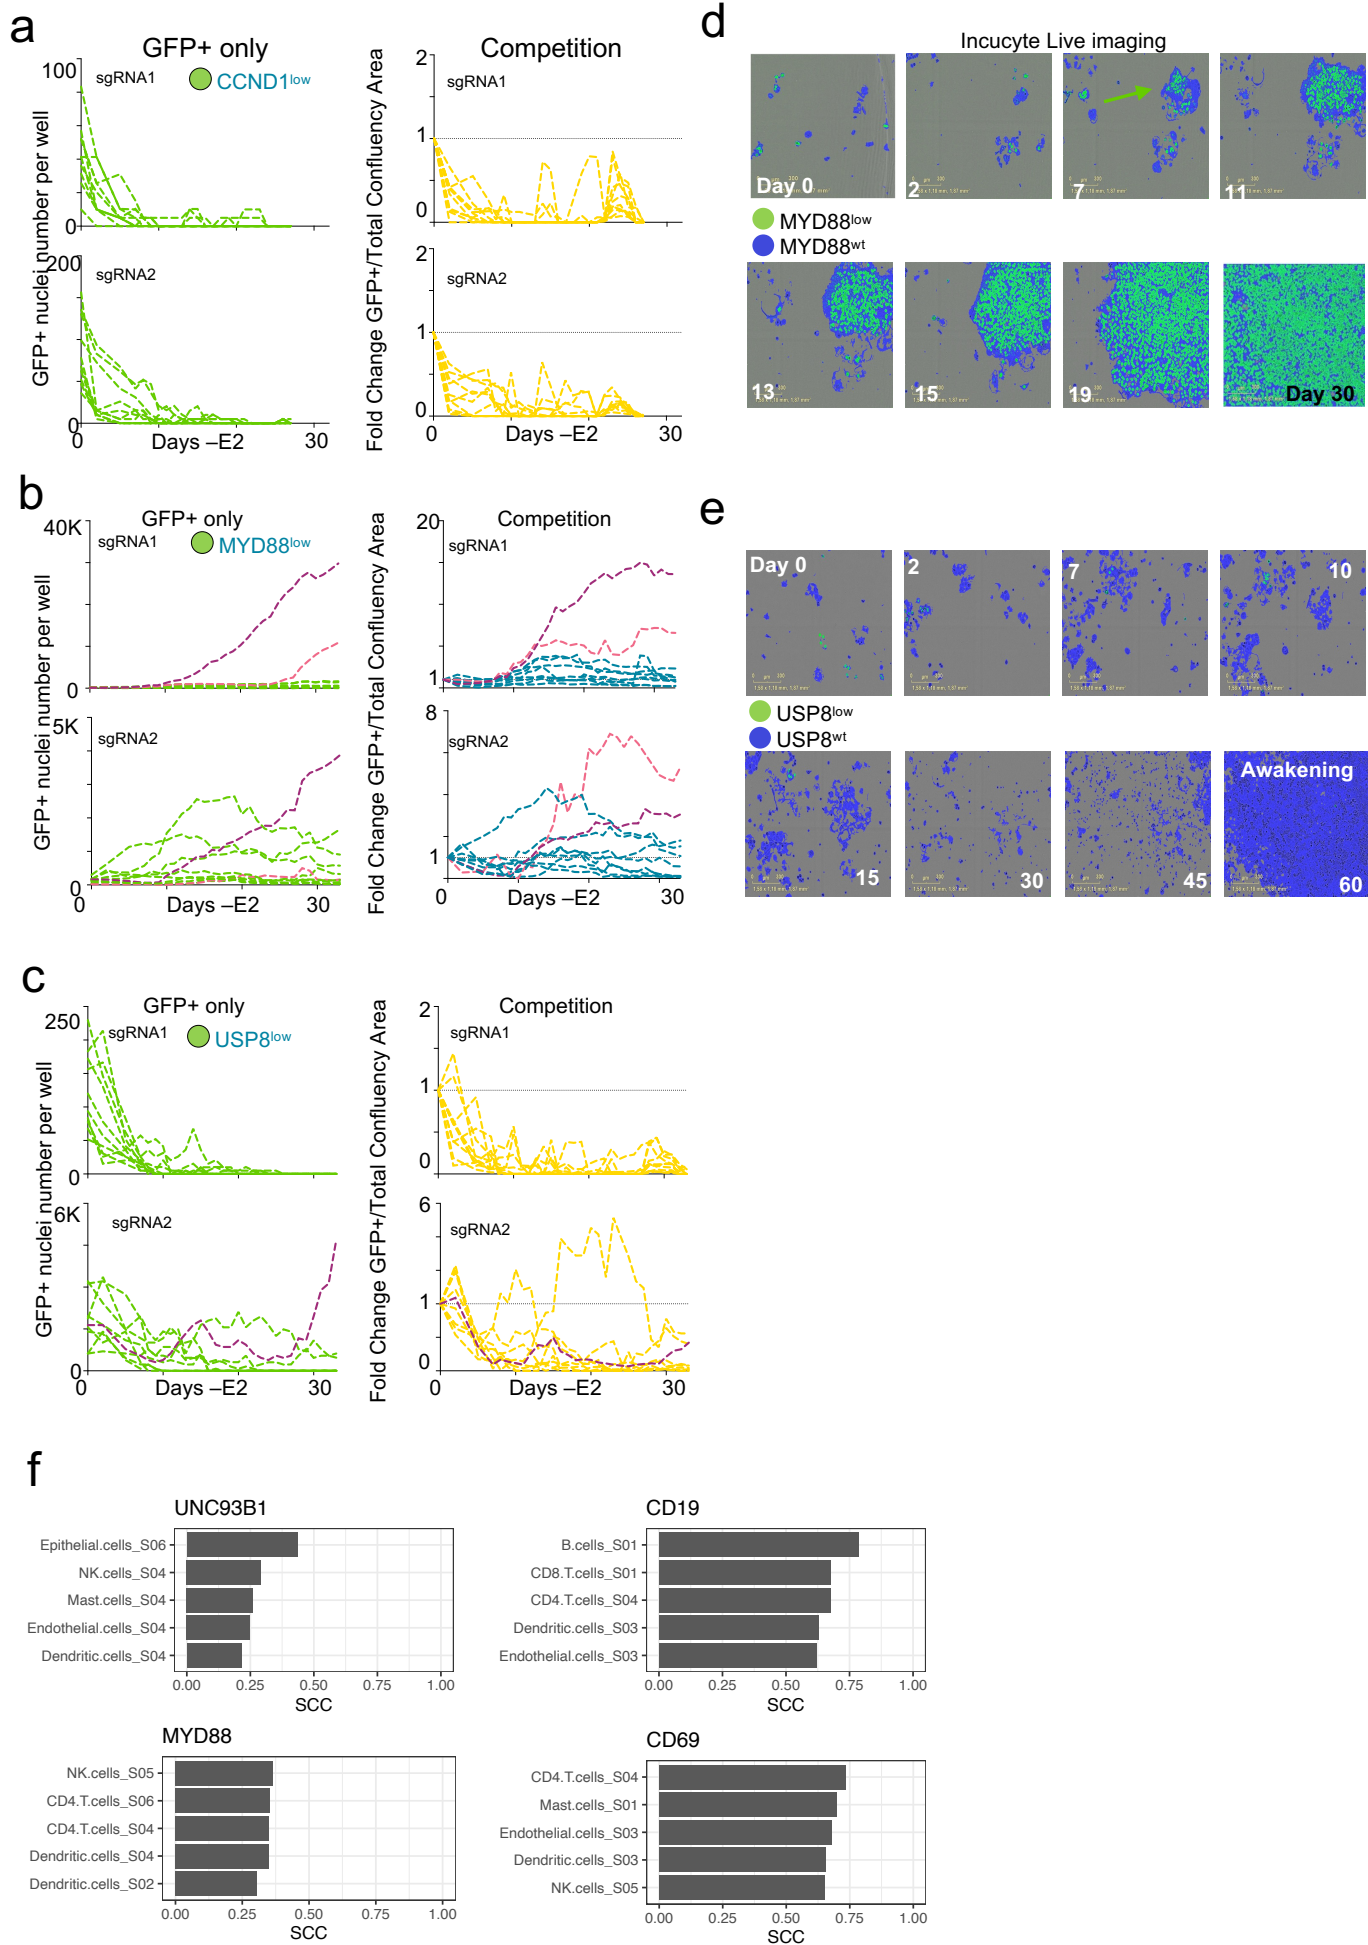 a
GFP+ only
Competition
GFP+ nuclei number per well
100
sgRNA1
CCND1low
0
200
sgRNA2
0
0
Days –E2
30
Fold Change GFP+/Total Confluency Area
2
sgRNA1
1
0
2
sgRNA2
1
0
0
Days –E2
30
b
GFP+ only
Competition
GFP+ nuclei number per well
40K
sgRNA1
MYD88low
0
5K
sgRNA2
0
0
Days –E2
30
Fold Change GFP+/Total Confluency Area
20
sgRNA1
1
8
sgRNA2
1
0
Days –E2
30
c
GFP+ only
Competition
GFP+ nuclei number per well
250
sgRNA1
USP8low
0
6K
sgRNA2
0
0
Days –E2
30
Fold Change GFP+/Total Confluency Area
2
sgRNA1
1
0
6
sgRNA2
1
0
0
Days –E2
30
d
Incucyte Live imaging
Day 0
2
7
11
MYD88low
MYD88wt
13
15
19
Day 30
e
Day 0
2
7
10
USP8low
USP8wt
15
30
45
Awakening
60
f
UNC93B1
Epithelial.cells_S06
NK.cells_S04
Mast.cells_S04
Endothelial.cells_S04
Dendritic.cells_S04
0.00 0.25 0.50 0.75 1.00
SCC
CD19
B.cells_S01
CD8.T.cells_S01
CD4.T.cells_S04
Dendritic.cells_S03
Endothelial.cells_S03
0.00 0.25 0.50 0.75 1.00
SCC
MYD88
NK.cells_S05
CD4.T.cells_S06
CD4.T.cells_S04
Dendritic.cells_S04
Dendritic.cells_S02
0.00 0.25 0.50 0.75 1.00
SCC
CD69
CD4.T.cells_S04
Mast.cells_S01
Endothelial.cells_S03
Dendritic.cells_S03
NK.cells_S05
0.00 0.25 0.50 0.75 1.00
SCC